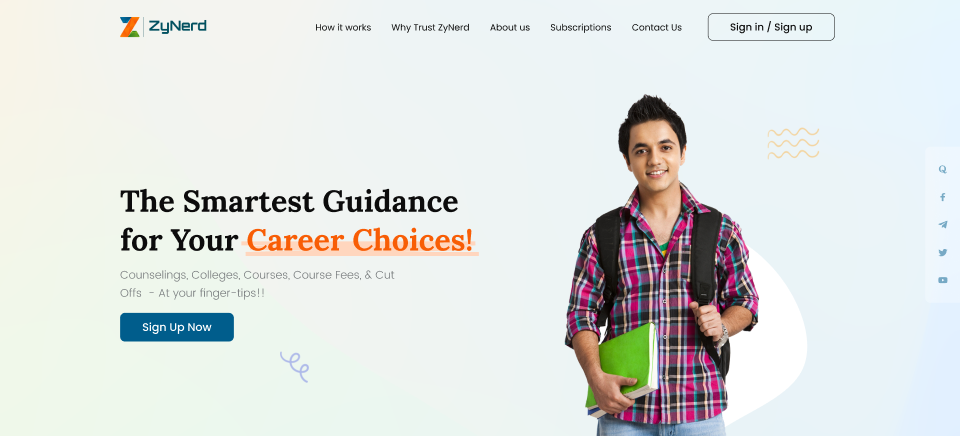 ZyNerd
How it works
Why Trust ZyNerd
About us
Subscriptions
Contact Us
Sign in / Sign up
The Smartest Guidance
for Your Career Choices!
Counselings, Colleges, Courses, Course Fees, & Cut
Offs - At your finger-tips!!
Sign Up Now